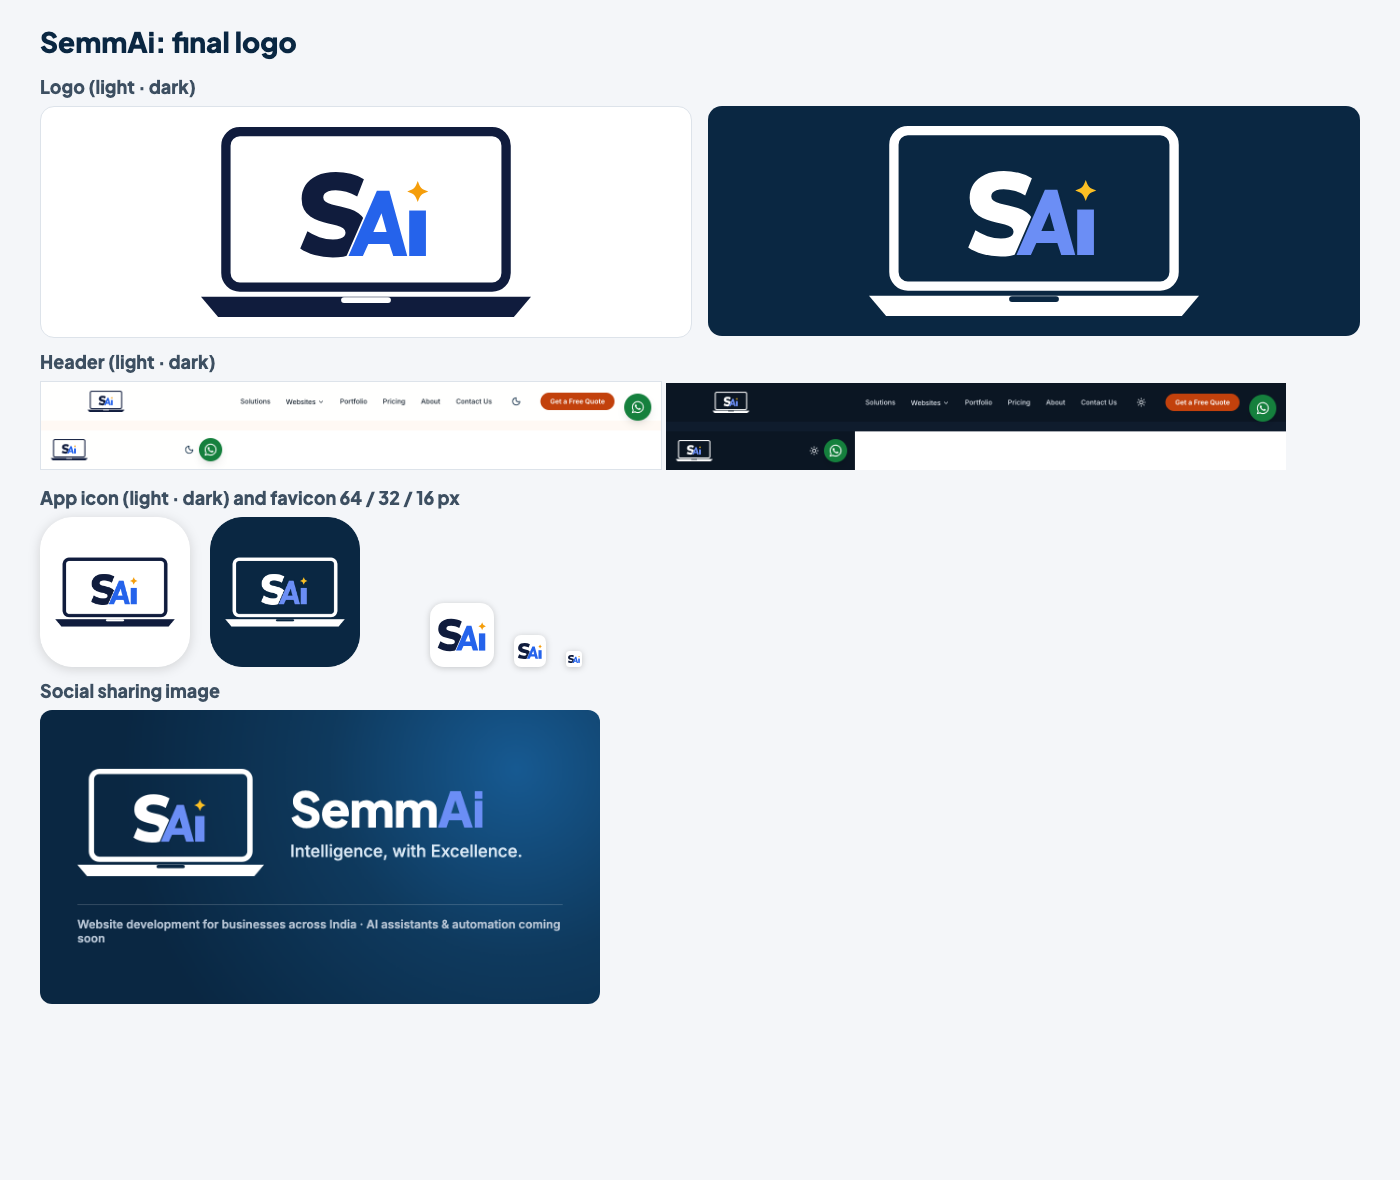 SemmAi: final logo
Logo (light · dark)
SAi
SAi
Header (light · dark)
SAi Solutions Websites Portfolio Pricing About Contact Us Get a Free Quote
SAi
SAi Solutions Websites Portfolio Pricing About Contact Us Get a Free Quote
SAi
App icon (light · dark) and favicon 64 / 32 / 16 px
SAi
SAi
SAi
SAi
SAi
Social sharing image
SAi
SemmAi
Intelligence, with Excellence.
Website development for businesses across India · AI assistants & automation coming
soon